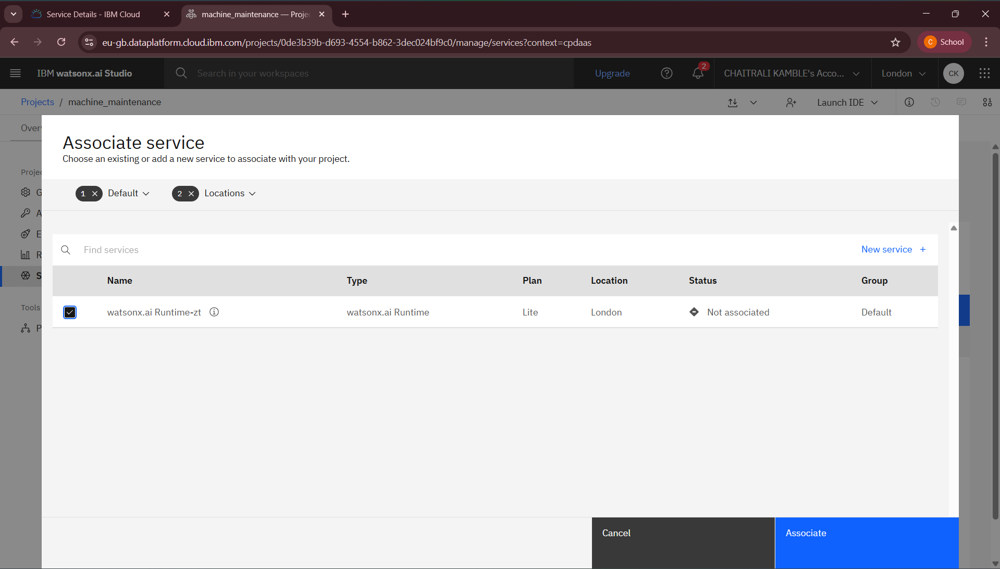 Service Details - IBM Cloud
machine_maintenance — Proje
eu-gb.dataplatform.cloud.ibm.com/projects/0de3b39b-d693-4554-b862-3dec024bf9c0/manage/services?context=cpdaas
C School
IBM watsonx.ai Studio
Search in your workspaces
Upgrade
2
CHAITRALI KAMBLE's Acco...
London
CK
Projects / machine_maintenance
Launch IDE
Over
Associate service
Choose an existing or add a new service to associate with your project.
Projec
G
A
E
R
S
Tools
P
1 Default
2 Locations
Find services
New service +
Name Type Plan Location Status Group
watsonx.ai Runtime-zt watsonx.ai Runtime Lite London Not associated Default
Cancel
Associate